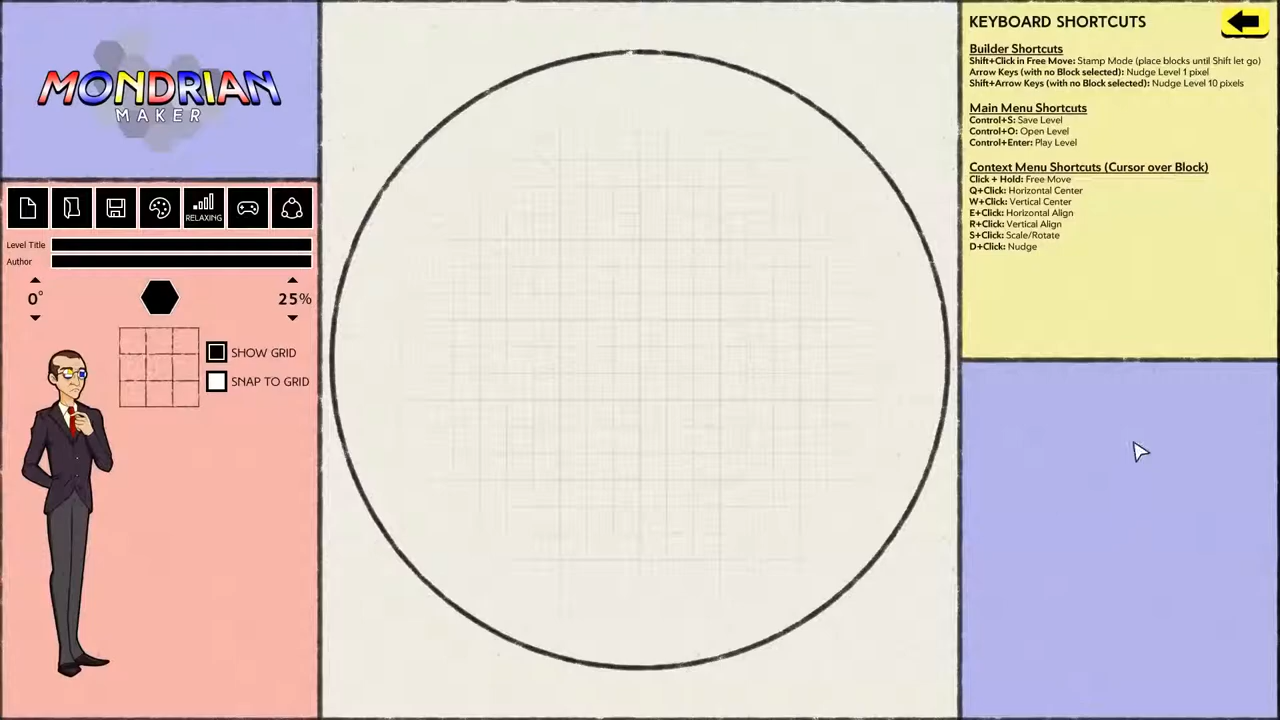 MONDRIAN
MAKER
RELAXING
Level Title
Author
0°
25%
SHOW GRID
SNAP TO GRID
KEYBOARD SHORTCUTS
Builder Shortcuts
Shift+Click in Free Move: Stamp Mode (place blocks until Shift let go)
Arrow Keys (with no Block selected): Nudge Level 1 pixel
Shift+Arrow Keys (with no Block selected): Nudge Level 10 pixels
Main Menu Shortcuts
Control+S: Save Level
Control+O: Open Level
Control+Enter: Play Level
Context Menu Shortcuts (Cursor over Block)
Click + Hold: Free Move
Q+Click: Horizontal Center
W+Click: Vertical Center
E+Click: Horizontal Align
R+Click: Vertical Align
S+Click: Scale/Rotate
D+Click: Nudge